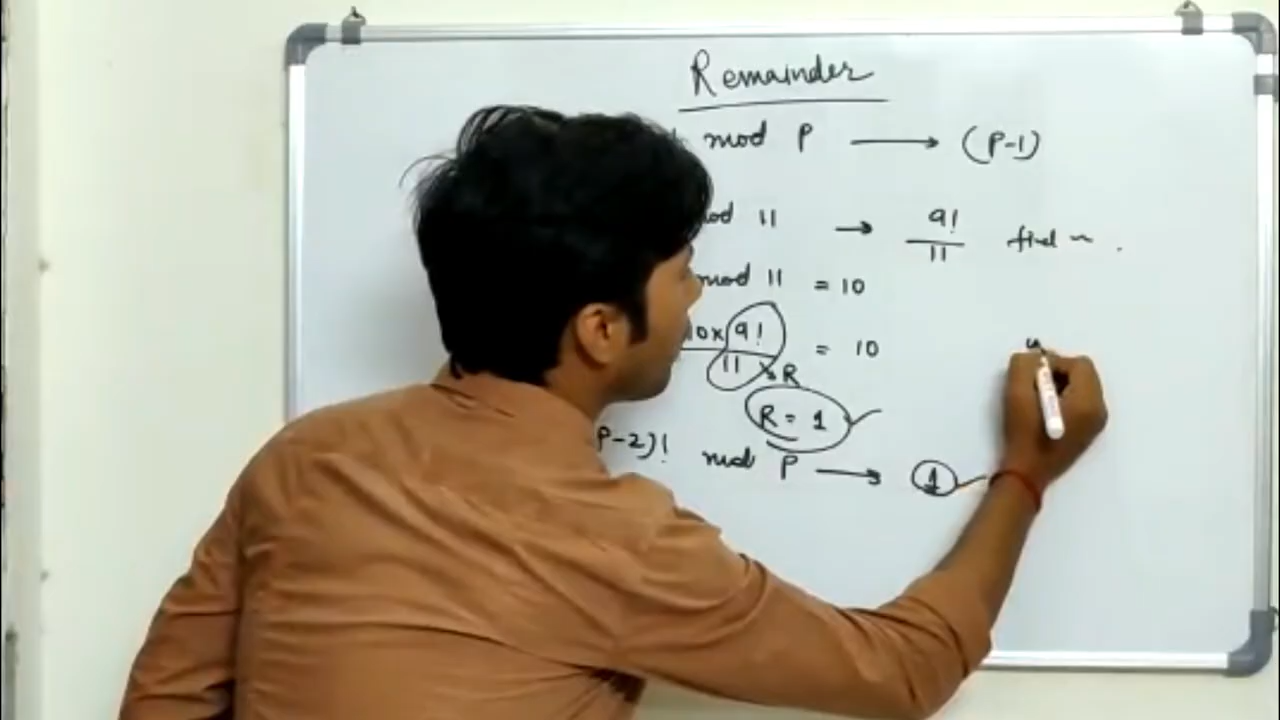 Remainder
mod P → (P-1)
mod 11 → 9! / 11 find
mod 11 = 10
10 × 9! / 11 = 10
R
R = 1
P-2)! mod P → 1